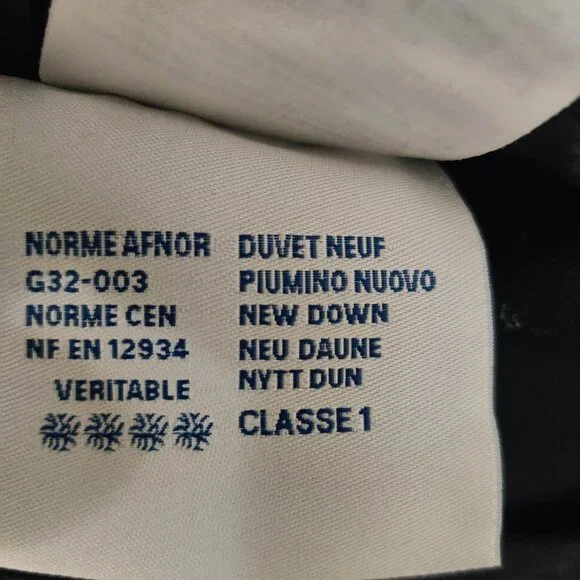 NORME AFNOR
G32-003
NORME CEN
NF EN 12934
VERITABLE
DUVET NEUF
PIUMINO NUOVO
NEW DOWN
NEU DAUNE
NYTT DUN
CLASSE 1